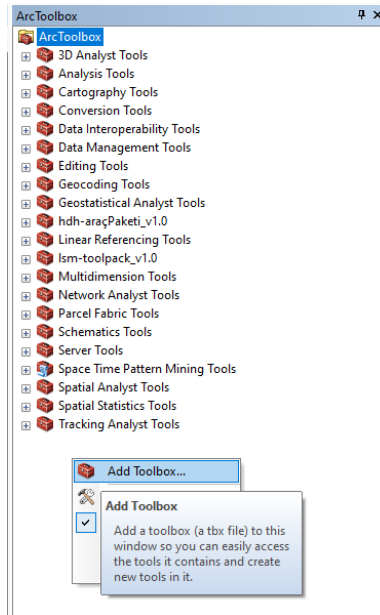 ArcToolbox
ArcToolbox
3D Analyst Tools
Analysis Tools
Cartography Tools
Conversion Tools
Data Interoperability Tools
Data Management Tools
Editing Tools
Geocoding Tools
Geostatistical Analyst Tools
hdh-araçPaketi_v1.0
Linear Referencing Tools
lsm-toolpack_v1.0
Multidimension Tools
Network Analyst Tools
Parcel Fabric Tools
Schematics Tools
Server Tools
Space Time Pattern Mining Tools
Spatial Analyst Tools
Spatial Statistics Tools
Tracking Analyst Tools
Add Toolbox...
Add Toolbox
Add a toolbox (a tbx file) to this
window so you can easily access
the tools it contains and create
new tools in it.